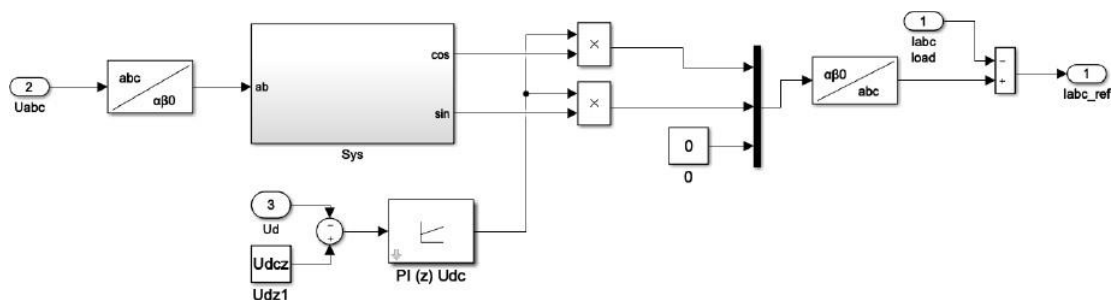 2
Uabc
abc
αβ0
ab
cos
sin
Sys
×
×
0
0
αβ0
abc
1
Iabc
load
−
+
1
Iabc_ref
3
Ud
−
+
Udcz
Udz1
PI (z) Udc